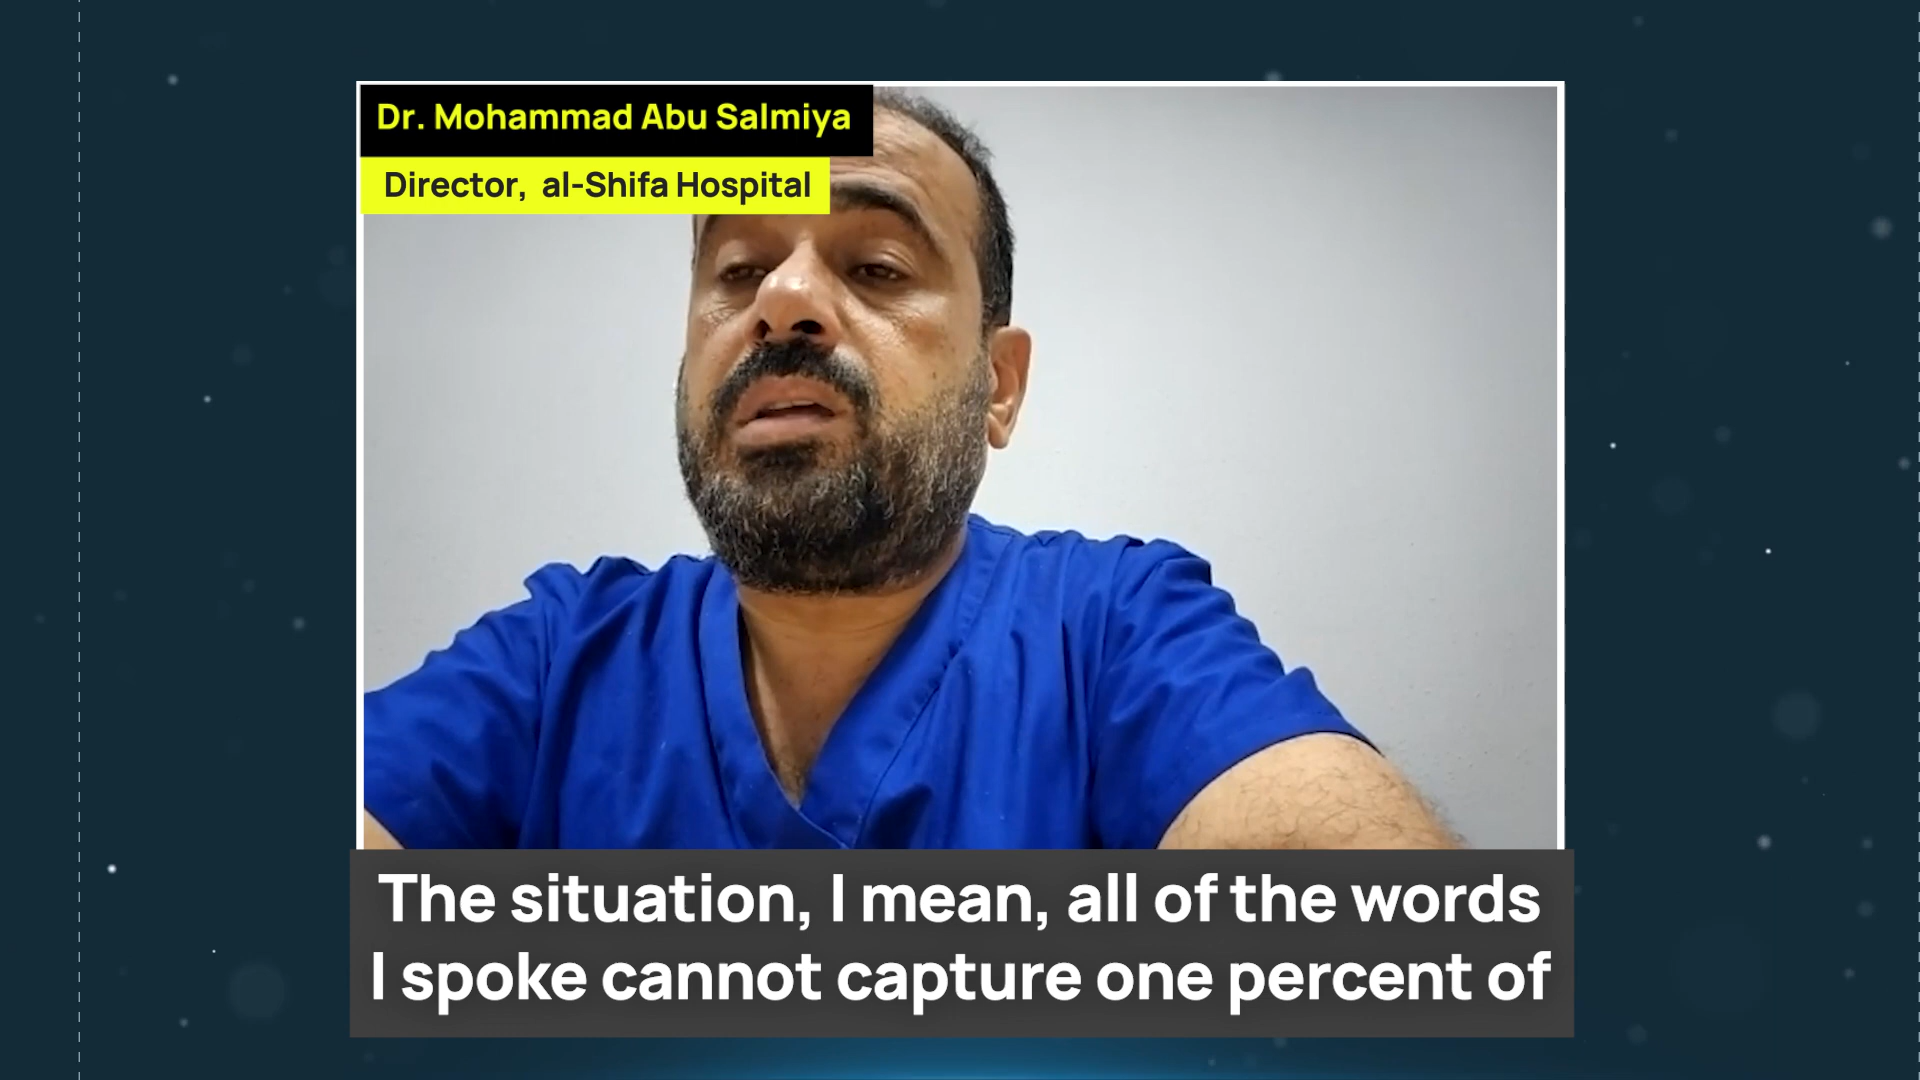 Dr. Mohammad Abu Salmiya
Director, al-Shifa Hospital
The situation, I mean, all of the words
I spoke cannot capture one percent of